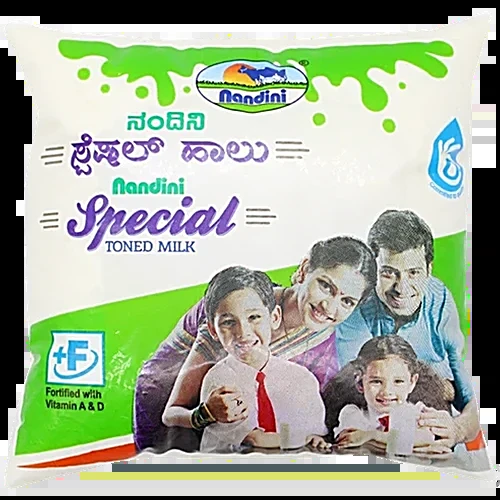 nandini
®
ನಂದಿನಿ
ಸ್ಪೆಷಲ್ ಹಾಲು
nandini
Special
TONED MILK
+F
Fortified with
Vitamin A & D